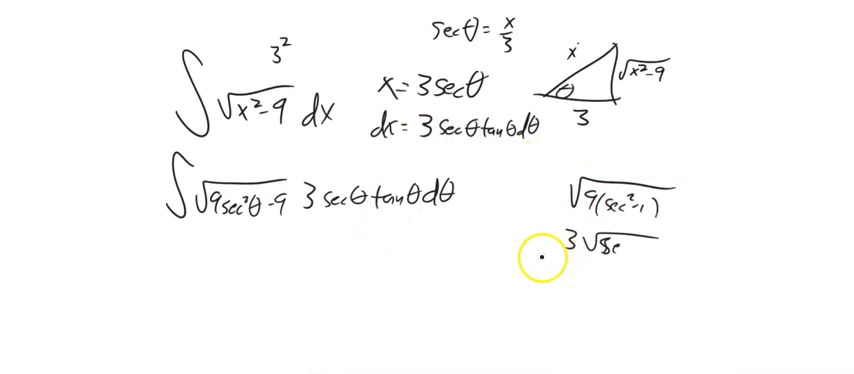 secθ = x/3
3²
∫ √(x²-9) dx
x = 3secθ
dx = 3secθtanθdθ
x
√(x²-9)
θ
3
∫ √(9sec²θ-9) 3secθtanθdθ
√(9(sec²-1))
3√(se